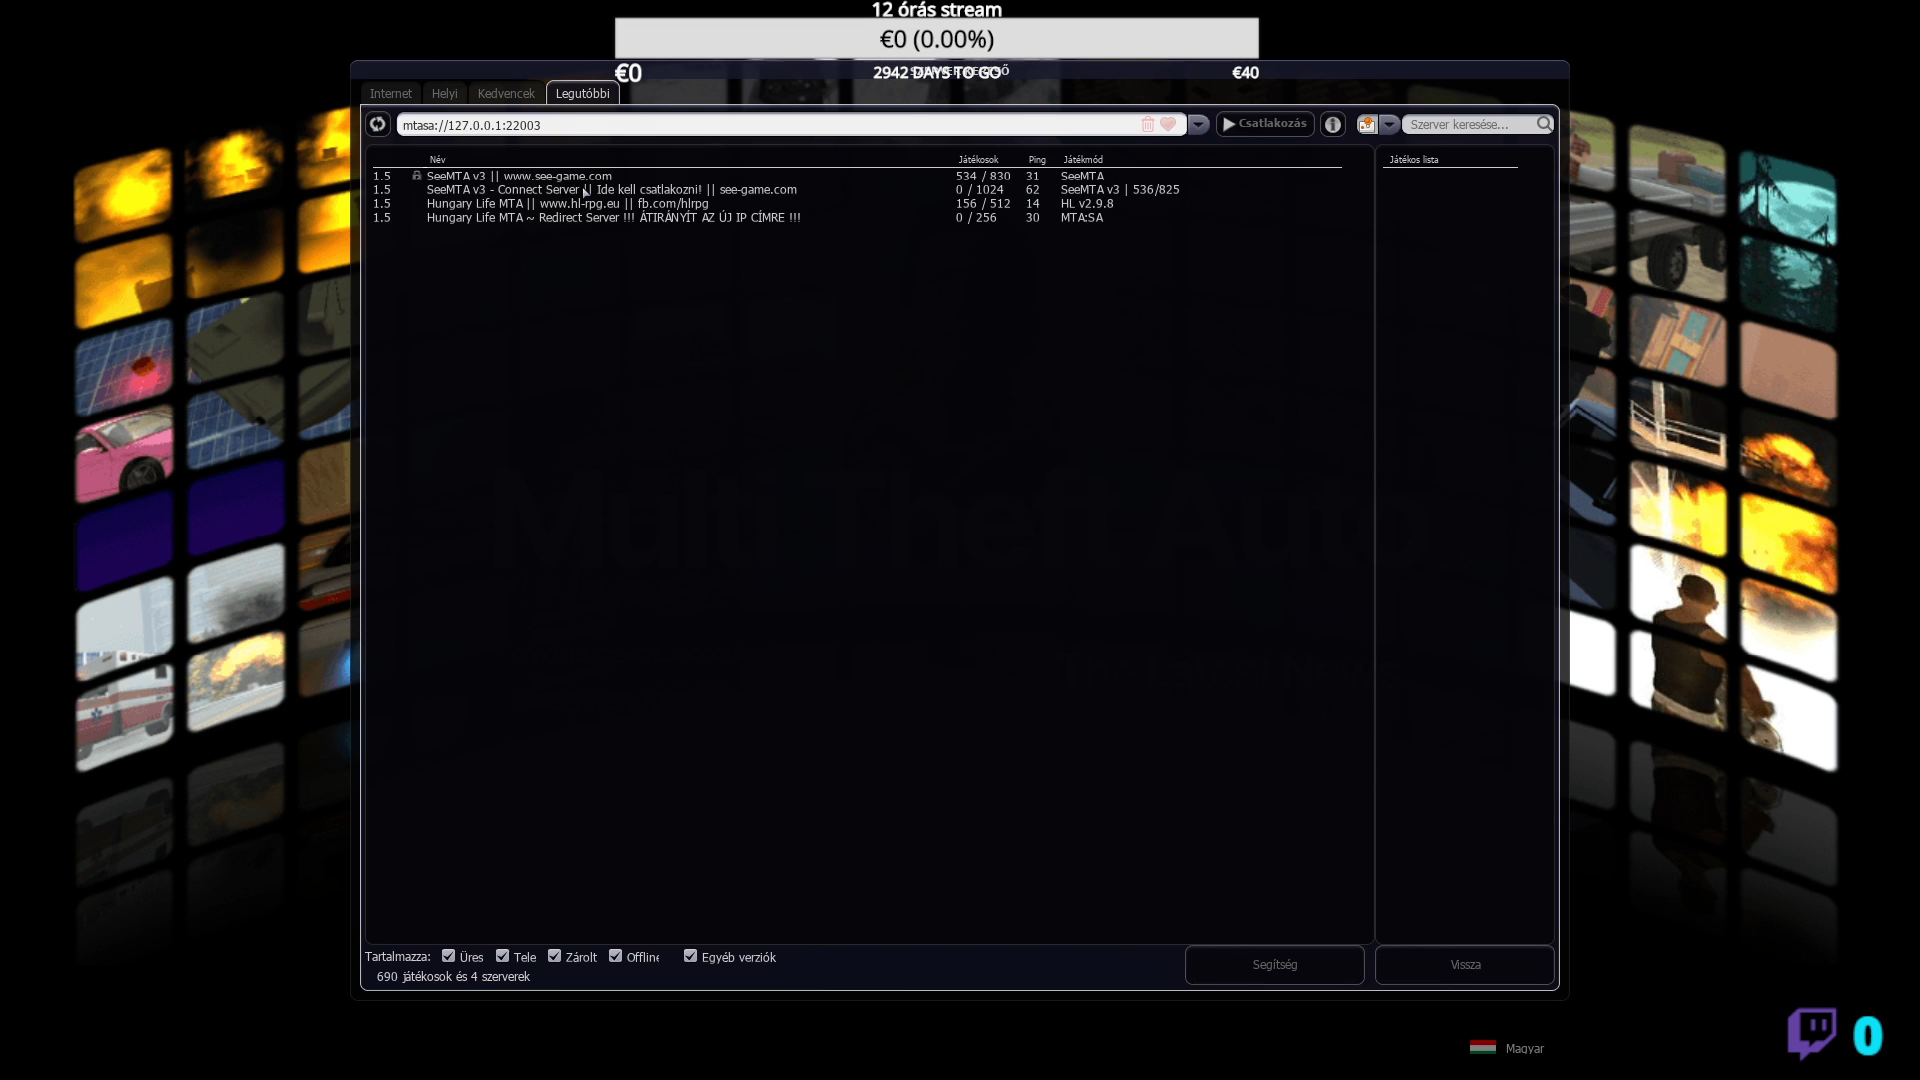 12 órás stream
€0 (0.00%)
€0
2942 DAYS TO GO
€40
Internet
Helyi
Kedvencek
Legutóbbi
mtasa://127.0.0.1:22003
Csatlakozás
Szerver keresése...
Név
Játékosok
Ping
Játékmód
Játékos lista
1.5 SeeMTA v3 || www.see-game.com 534 / 830 31 SeeMTA
1.5 SeeMTA v3 - Connect Server || Ide kell csatlakozni! || see-game.com 0 / 1024 62 SeeMTA v3 | 536/825
1.5 Hungary Life MTA || www.hl-rpg.eu || fb.com/hlrpg 156 / 512 14 HL v2.9.8
1.5 Hungary Life MTA ~ Redirect Server !!! ÁTIRÁNYÍT AZ ÚJ IP CÍMRE !!! 0 / 256 30 MTA:SA
Tartalmazza:
Üres
Tele
Zárolt
Offline
Egyéb verziók
690 játékosok és 4 szerverek
Segítség
Vissza
Magyar
0